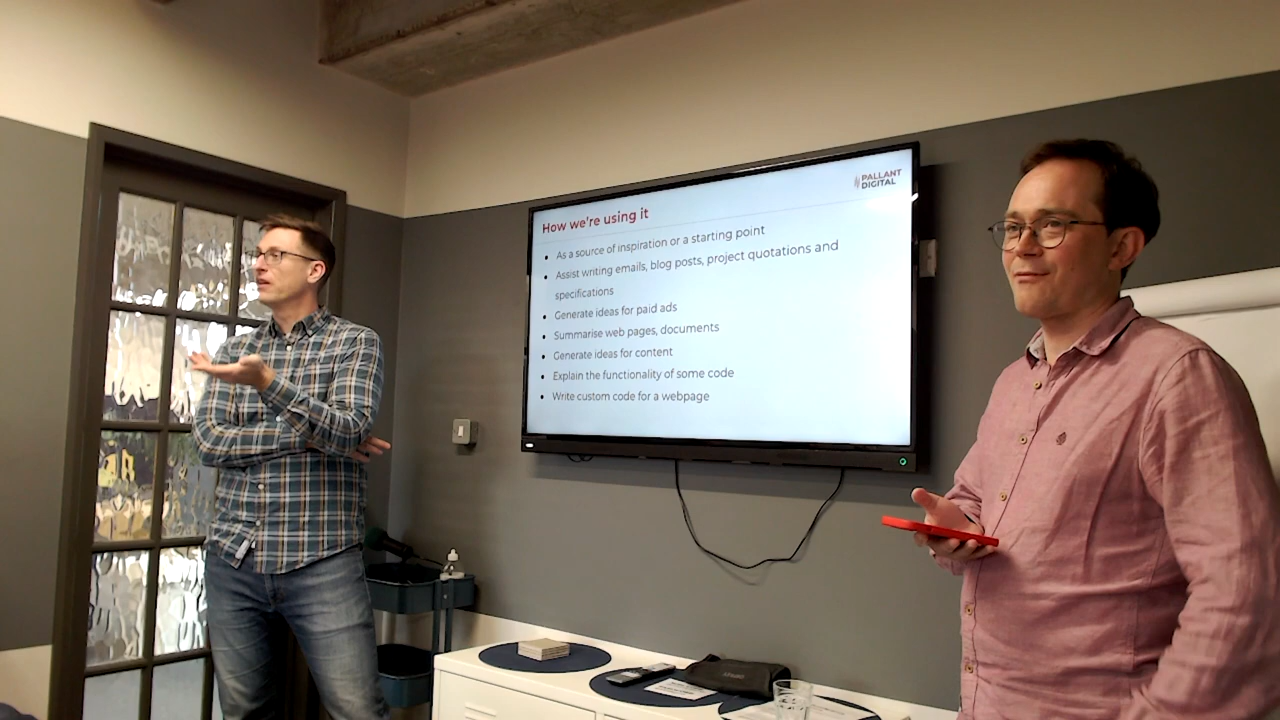 PALLANT
DIGITAL
How we're using it
As a source of inspiration or a starting point
Assist writing emails, blog posts, project quotations and
specifications
Generate ideas for paid ads
Summarise web pages, documents
Generate ideas for content
Explain the functionality of some code
Write custom code for a webpage